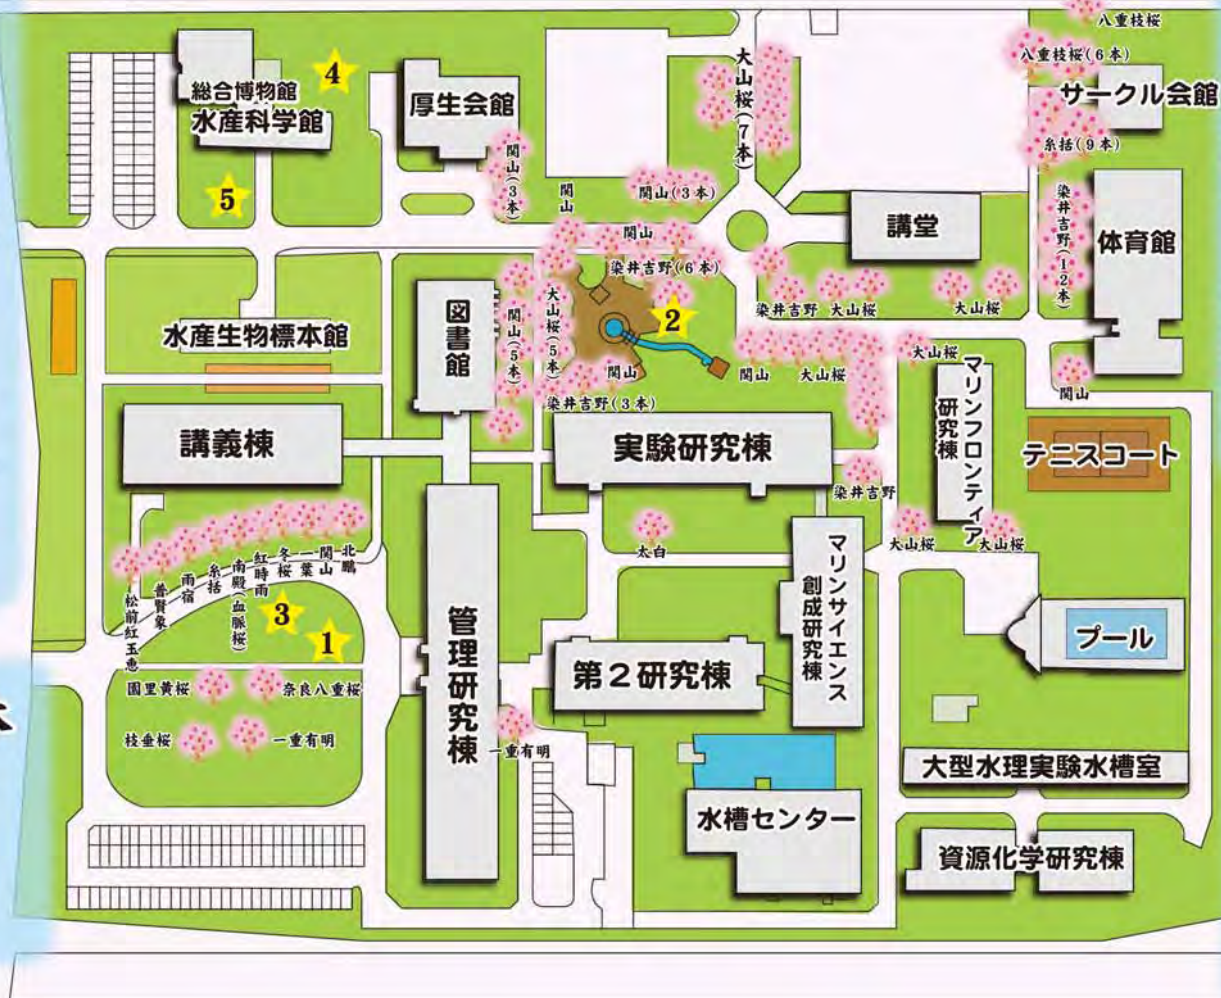 八重枝桜
八重枝桜(6本)
サークル会館
糸括(9本)
大山桜(7本)
4
総合博物館
水産科学館
厚生会館
関山(3本)
関山
関山(3本)
5
染井吉野(12本)
体育館
講堂
関山
染井吉野(6本)
染井吉野
大山桜
大山桜
水産生物標本館
図書館
関山(5本)
大山桜(5本)
2
関山
染井吉野(3本)
関山
大山桜
大山桜
マリンフロンティア
研究棟
関山
テニスコート
講義棟
実験研究棟
染井吉野
大山桜
大山桜
太白
マリンサイエンス
創成研究棟
北鵬
関山
一葉
冬桜
紅時雨
南殿(血脈桜)
糸括
雨宿
普賢象
松前紅玉恵
3
1
管理研究棟
第2研究棟
プール
園里黄桜
奈良八重桜
枝垂桜
一重有明
一重有明
大型水理実験水槽室
水槽センター
資源化学研究棟